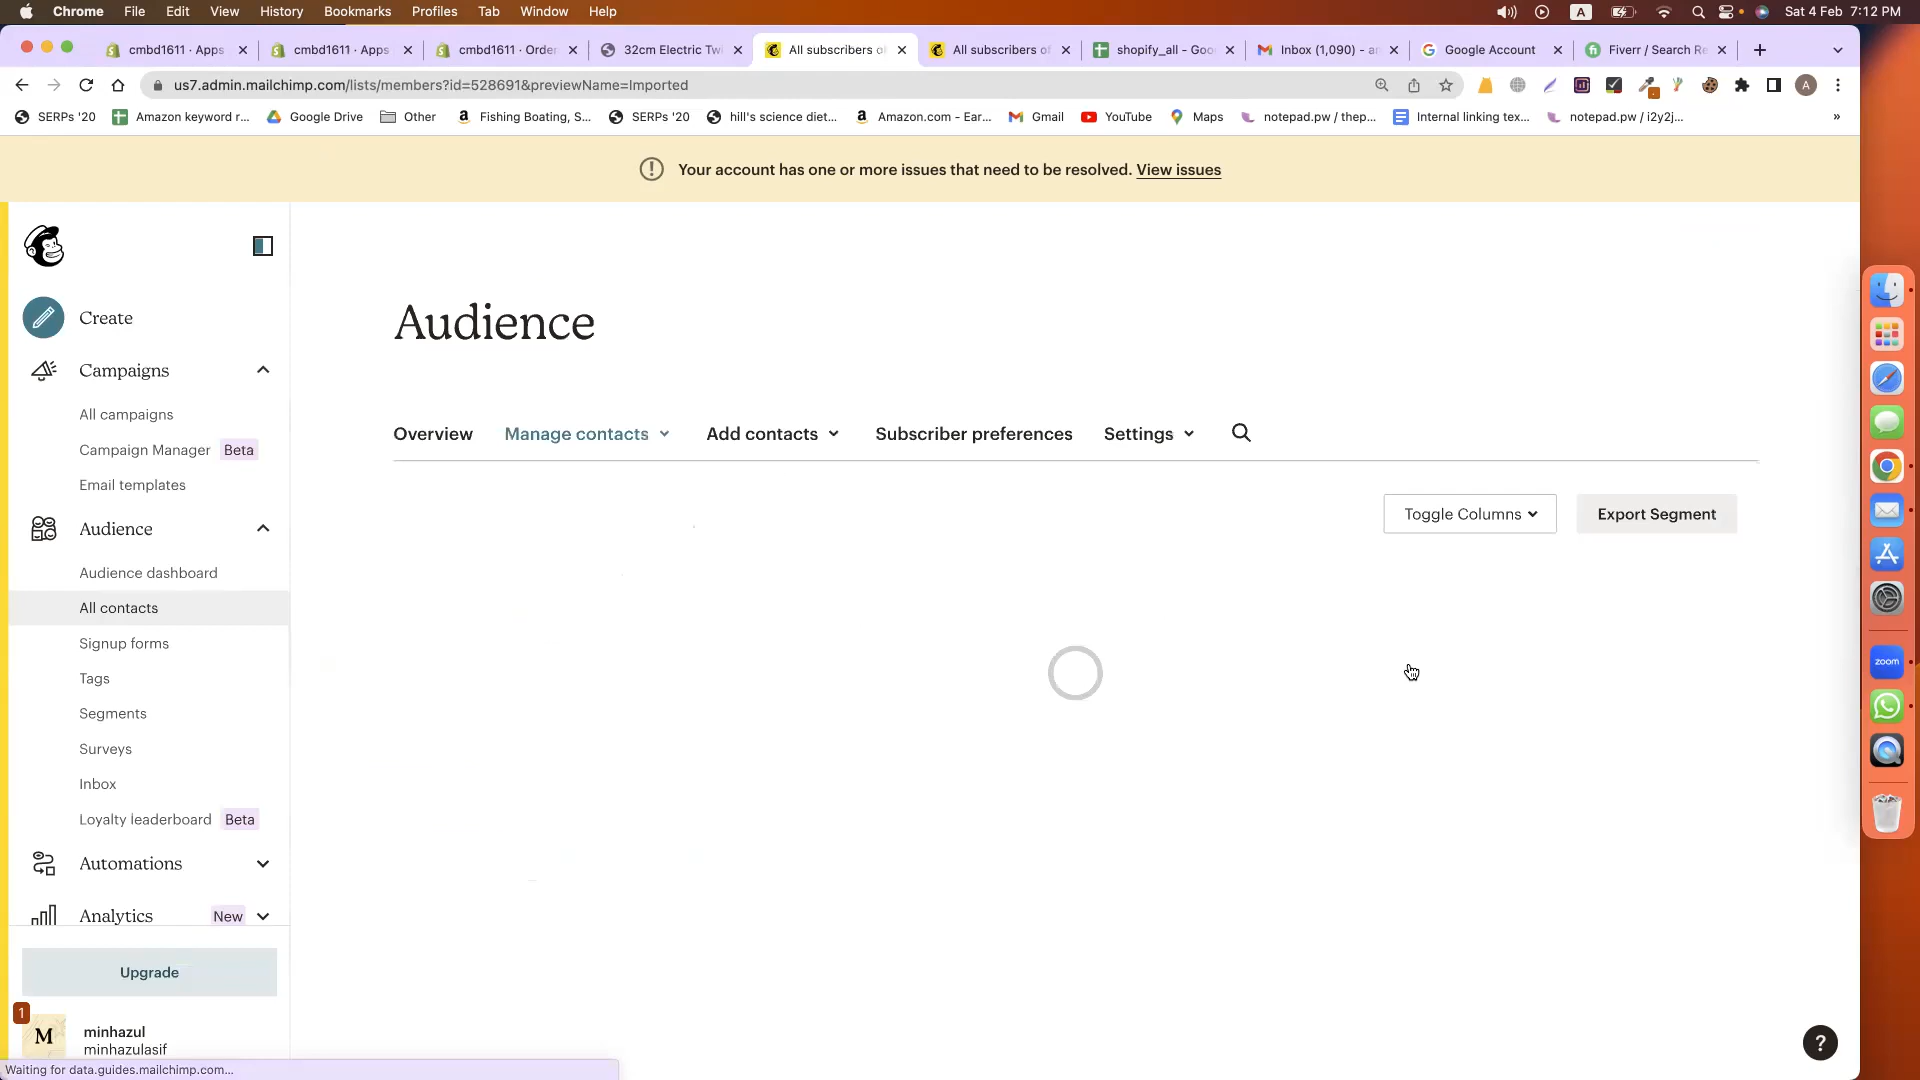 Chrome File Edit View History Bookmarks Profiles Tab Window Help A Sat 4 Feb 7:12 PM
cmbd1611 · Apps cmbd1611 · Apps cmbd1611 · Order 32cm Electric Twi All subscribers o All subscribers of shopify_all - Goo Inbox (1,090) - a Google Account Fiverr / Search Re
us7.admin.mailchimp.com/lists/members?id=528691&previewName=Imported A
SERPs '20 Amazon keyword r... Google Drive Other Fishing Boating, S... SERPs '20 hill's science diet... Amazon.com - Ear... Gmail YouTube Maps notepad.pw / thep... Internal linking tex... notepad.pw / i2y2j... »
Your account has one or more issues that need to be resolved. View issues
Create
Campaigns
All campaigns
Campaign Manager Beta
Email templates
Audience
Audience dashboard
All contacts
Signup forms
Tags
Segments
Surveys
Inbox
Loyalty leaderboard Beta
Automations
Analytics New
Upgrade
1
M
minhazul
minhazulasif
Waiting for data.guides.mailchimp.com...
Audience
Overview Manage contacts Add contacts Subscriber preferences Settings
Toggle Columns Export Segment
?
zoom